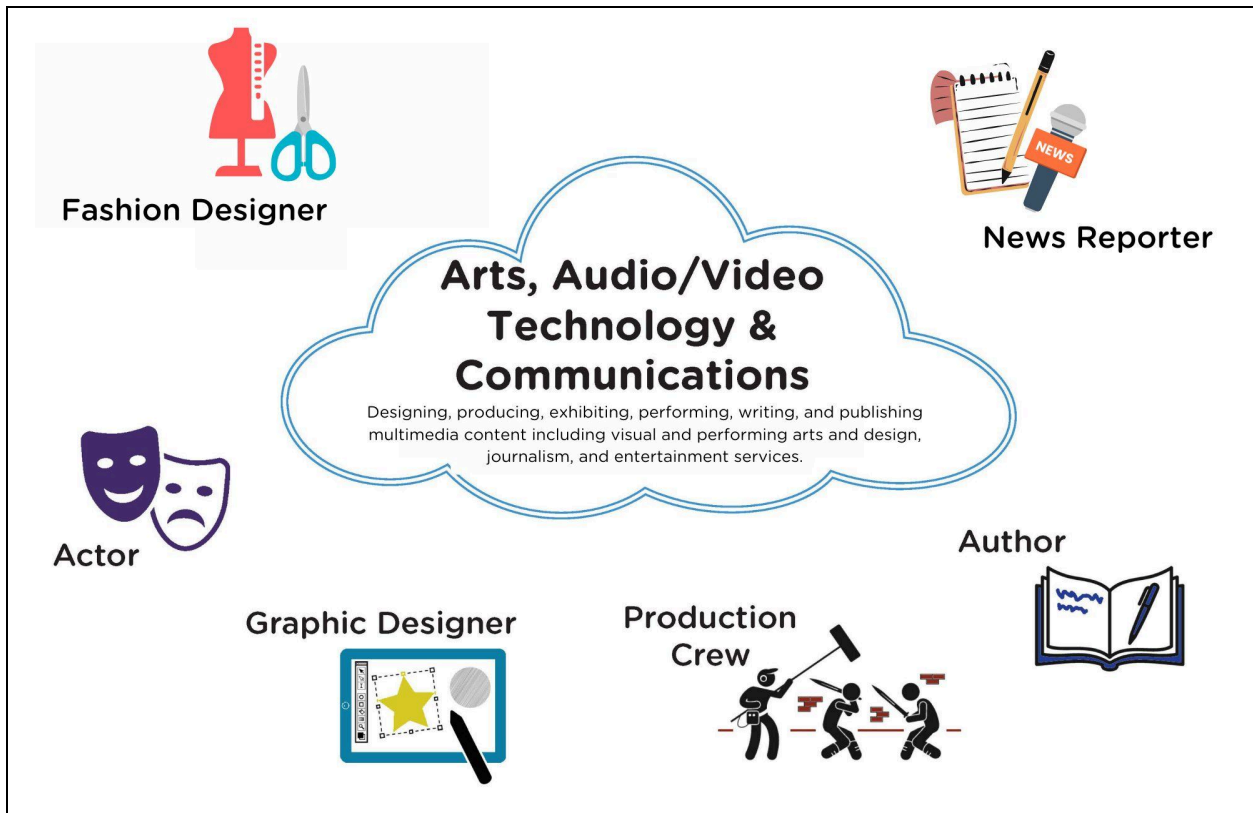 Fashion Designer
NEWS
News Reporter
Arts, Audio/Video
Technology &
Communications
Designing, producing, exhibiting, performing, writing, and publishing
multimedia content including visual and performing arts and design,
journalism, and entertainment services.
Actor
Author
Graphic Designer
Production
Crew